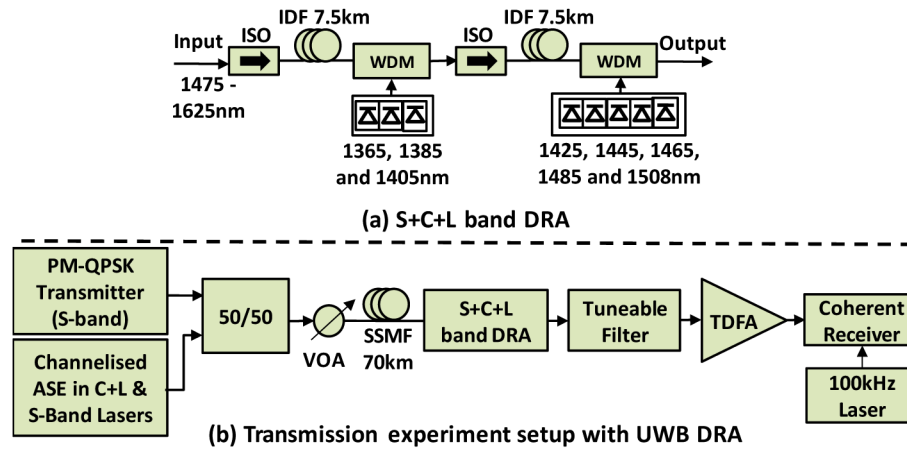 IDF 7.5km
IDF 7.5km
Input
ISO
ISO
Output
WDM
WDM
1475 -
1625nm
1365, 1385
and 1405nm
1425, 1445, 1465,
1485 and 1508nm
(a) S+C+L band DRA
PM-QPSK
Transmitter
(S-band)
Channelised
ASE in C+L &
S-Band Lasers
50/50
VOA
SSMF
70km
S+C+L
band DRA
Tuneable
Filter
TDFA
Coherent
Receiver
100kHz
Laser
(b) Transmission experiment setup with UWB DRA